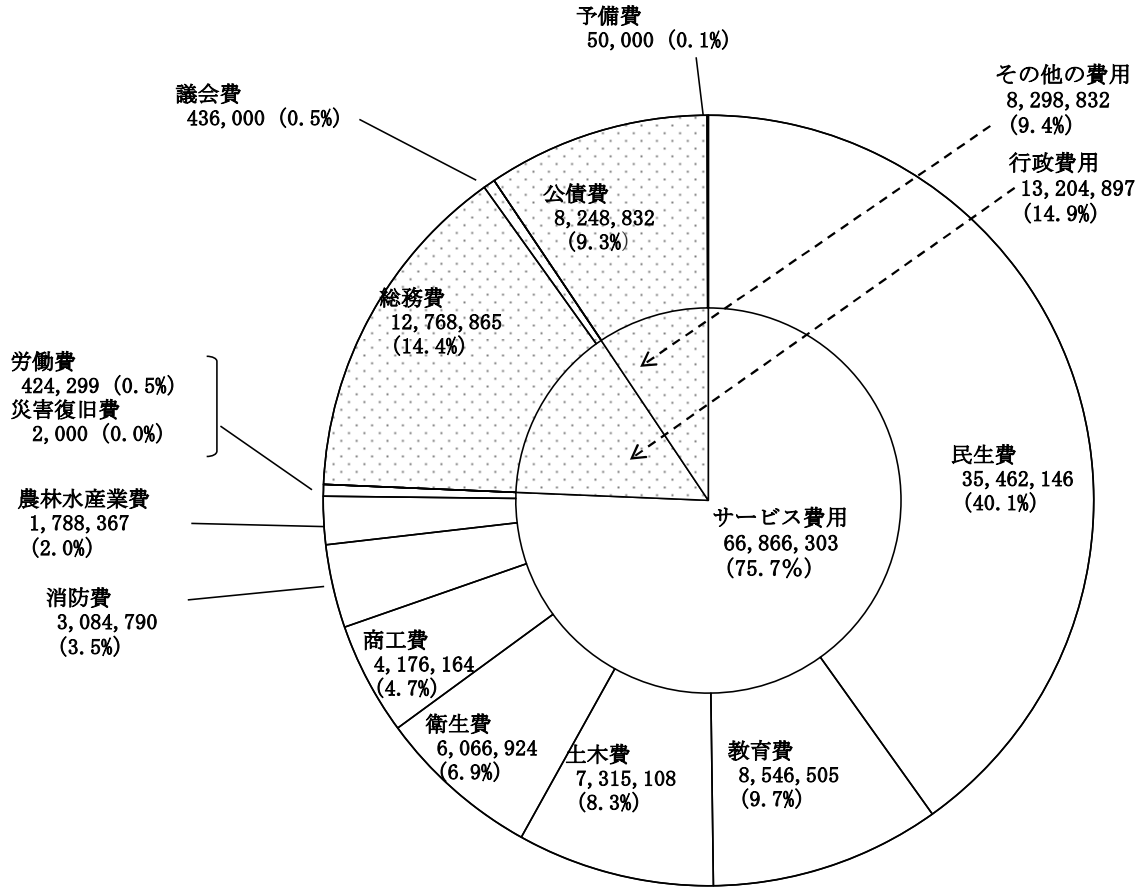 予備費
50,000 (0.1%)
その他の費用
8,298,832
(9.4%)
議会費
436,000 (0.5%)
行政費用
13,204,897
(14.9%)
公債費
8,248,832
(9.3%)
総務費
12,768,865
(14.4%)
労働費
424,299 (0.5%)
災害復旧費
2,000 (0.0%)
民生費
35,462,146
(40.1%)
農林水産業費
1,788,367
(2.0%)
サービス費用
66,866,303
(75.7%)
消防費
3,084,790
(3.5%)
商工費
4,176,164
(4.7%)
衛生費
6,066,924
(6.9%)
土木費
7,315,108
(8.3%)
教育費
8,546,505
(9.7%)